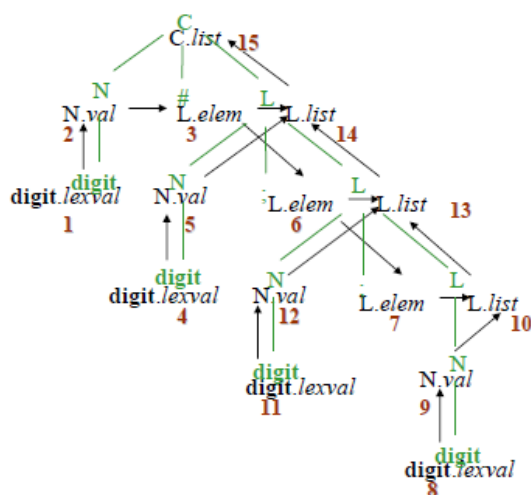 C
C.list 15
N # L
N.val L.elem L.list
2 3 14
digit N ; L
digit.lexval N.val L.elem L.list 13
1 5 6
digit N ; L
digit.lexval N.val L.elem L.list
4 12 7 10
digit N
digit.lexval N.val
11 9
digit
digit.lexval
8